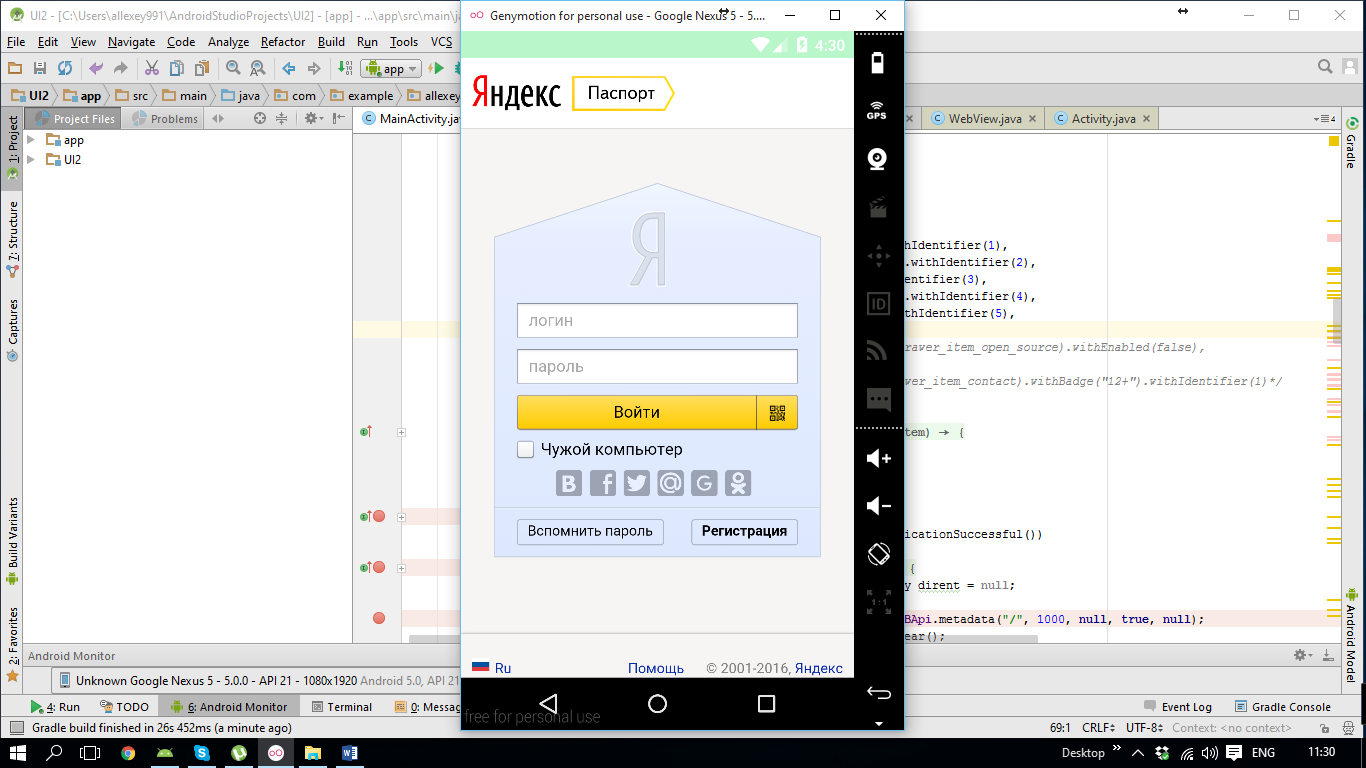 UI2 - [C:\Users\allexey991\AndroidStudioProjects\UI2] - [app] - ...\app\src\main\ja
Genymotion for personal use - Google Nexus 5 - 5....
File Edit View Navigate Code Analyze Refactor Build Run Tools VCS
4:30
app
Яндекс Паспорт
GPS
UI2 app src main java com example allexey
Project Files Problems MainActivity.jav WebView.java Activity.java 4
1: Project
7: Structure
Captures
Build Variants
2: Favorites
app
UI2
Я
логин
пароль
Войти
Чужой компьютер
В f @ G
Вспомнить пароль Регистрация
Ru Помощь © 2001-2016, Яндекс
free for personal use
ID
1:1
hIdentifier(1),
.withIdentifier(2),
entifier(3),
.withIdentifier(4),
thIdentifier(5),
raver_item_open_source).withEnabled(false),
wer_item_contact).withBadge("12+").withIdentifier(1)*/
tem) → {
icationSuccessful())
{
y dirent = null;
BApi.metadata("/", 1000, null, true, null);
ear();
Gradle
Android Model
Android Monitor
Unknown Google Nexus 5 - 5.0.0 - API 21 - 1080x1920 Android 5.0, API 21
4: Run TODO 6: Android Monitor Terminal 0: Messag Event Log Gradle Console
Gradle build finished in 26s 452ms (a minute ago) 69:1 CRLF UTF-8 Context: <no context>
Desktop ENG 11:30